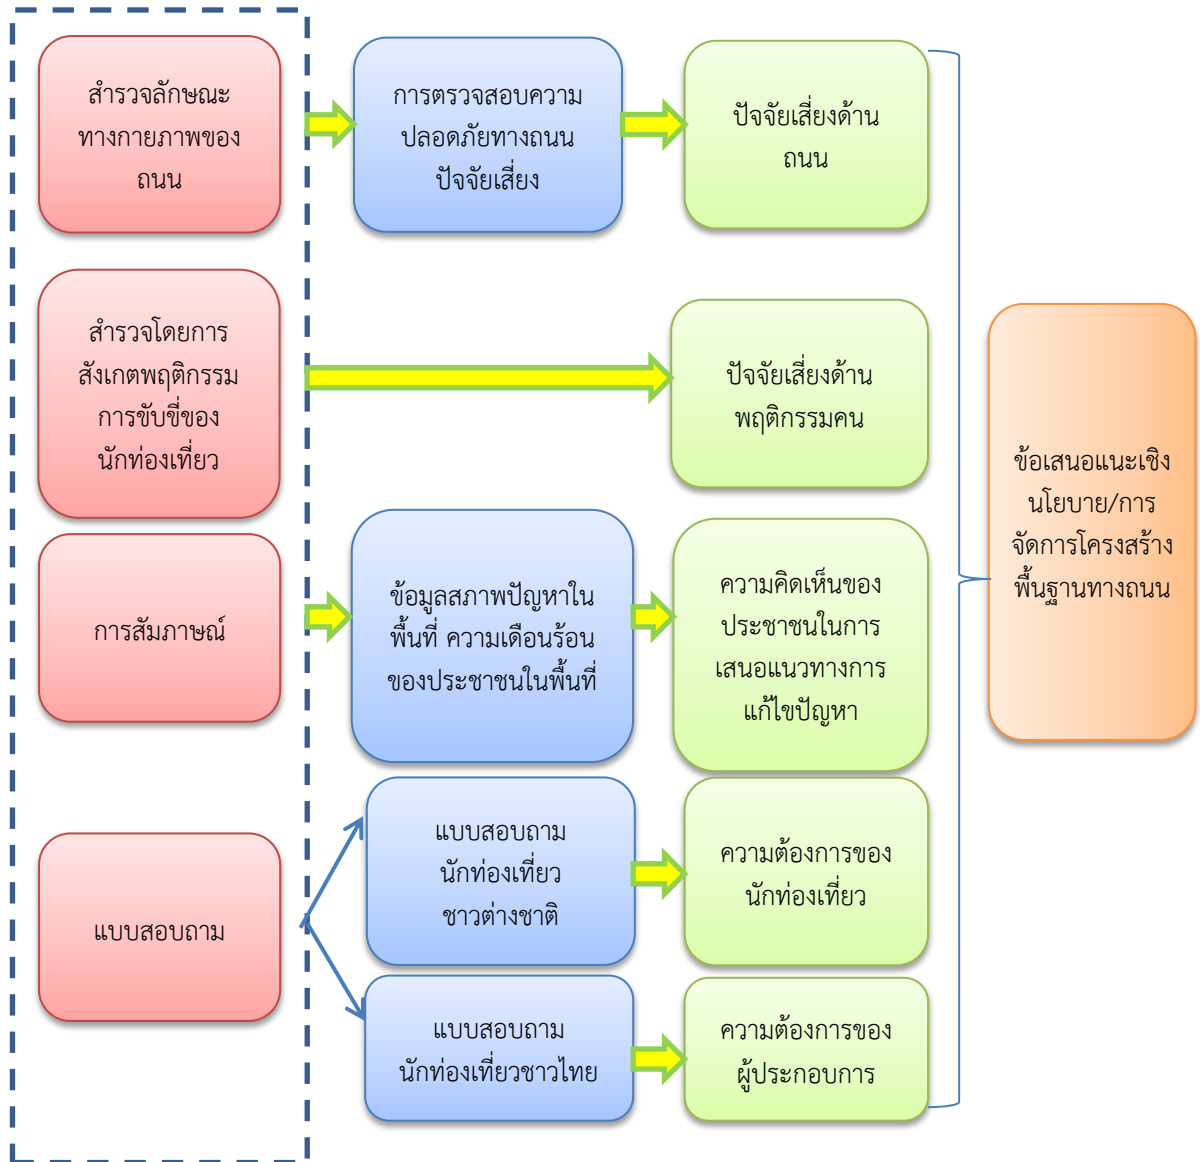 สำรวจลักษณะ
ทางกายภาพของ
ถนน
การตรวจสอบความ
ปลอดภัยทางถนน
ปัจจัยเสี่ยง
ปัจจัยเสี่ยงด้าน
ถนน
สำรวจโดยการ
สังเกตพฤติกรรม
การขับขี่ของ
นักท่องเที่ยว
ปัจจัยเสี่ยงด้าน
พฤติกรรมคน
การสัมภาษณ์
ข้อมูลสภาพปัญหาใน
พื้นที่ ความเดือนร้อน
ของประชาชนในพื้นที่
ความคิดเห็นของ
ประชาชนในการ
เสนอแนวทางการ
แก้ไขปัญหา
แบบสอบถาม
แบบสอบถาม
นักท่องเที่ยว
ชาวต่างชาติ
ความต้องการของ
นักท่องเที่ยว
แบบสอบถาม
นักท่องเที่ยวชาวไทย
ความต้องการของ
ผู้ประกอบการ
ข้อเสนอแนะเชิง
นโยบาย/การ
จัดการโครงสร้าง
พื้นฐานทางถนน